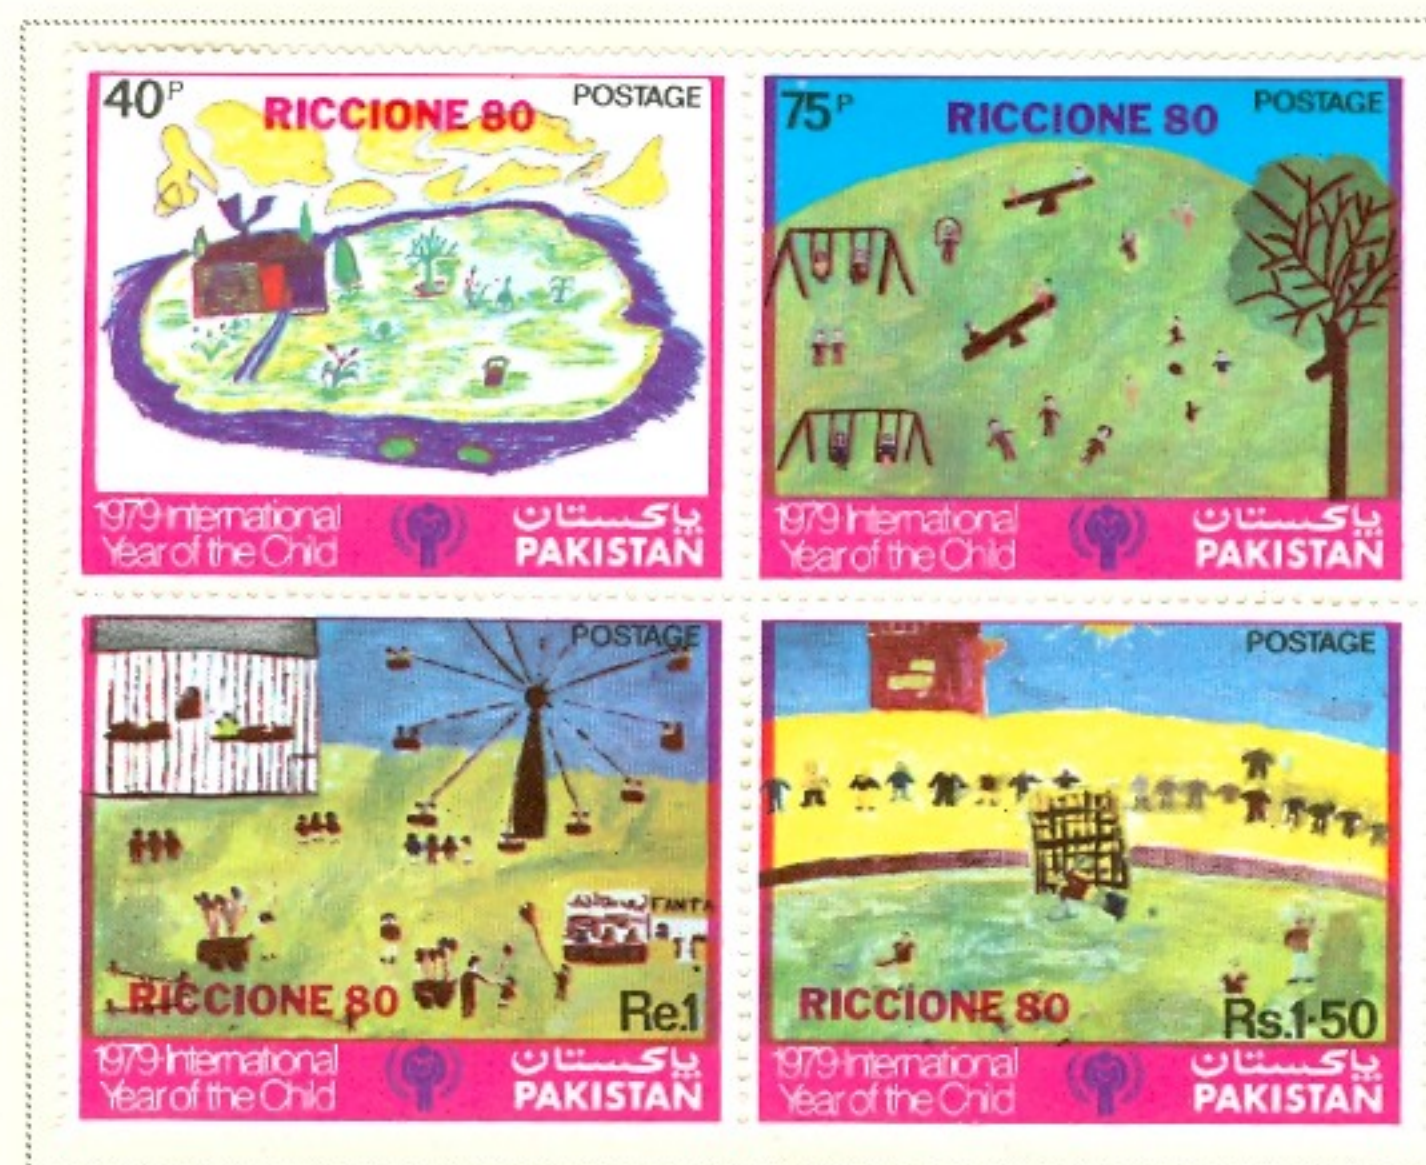 40P
RICCIONE 80
POSTAGE
1979·International
Year of the Child
پاکستان
PAKISTAN
75P
RICCIONE 80
POSTAGE
1979·International
Year of the Child
پاکستان
PAKISTAN
POSTAGE
FANTA
RICCIONE 80
Re.1
1979·International
Year of the Child
پاکستان
PAKISTAN
POSTAGE
RICCIONE 80
Rs.1·50
1979·International
Year of the Child
پاکستان
PAKISTAN